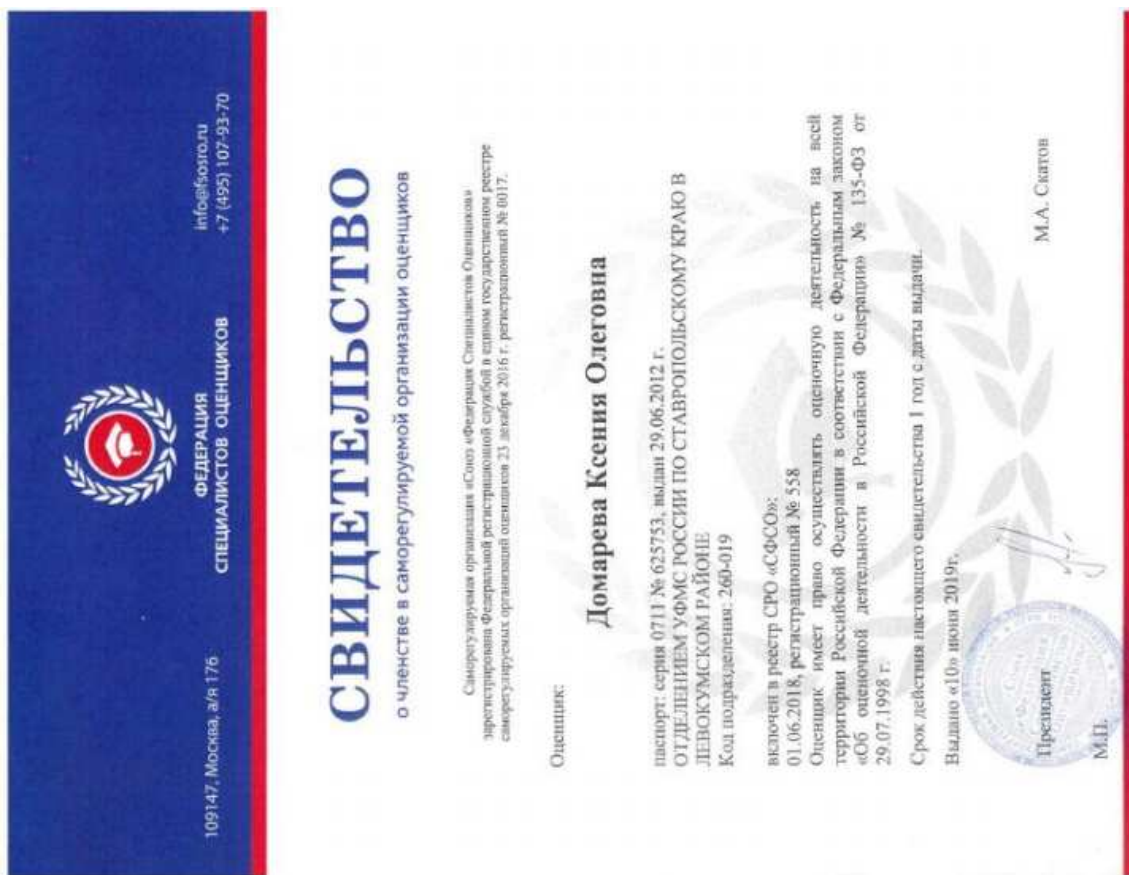 ФЕДЕРАЦИЯ
СПЕЦИАЛИСТОВ ОЦЕНЩИКОВ
109147, Москва, а/я 176
info@fsosro.ru
+7 (495) 107-93-70
СВИДЕТЕЛЬСТВО
о членстве в саморегулируемой организации оценщиков
Саморегулируемая организация «Союз «Федерация Специалистов Оценщиков»
зарегистрирована Федеральной регистрационной службой в едином государственном реестре
саморегулируемых организаций оценщиков 23 декабря 2016 г. регистрационный № 0017.
Оценщик:
Домарева Ксения Олеговна
паспорт: серия 0711 № 625753, выдан 29.06.2012 г.
ОТДЕЛЕНИЕМ УФМС РОССИИ ПО СТАВРОПОЛЬСКОМУ КРАЮ В
ЛЕВОКУМСКОМ РАЙОНЕ
Код подразделения: 260-019
включен в реестр СРО «СФСО»:
01.06.2018, регистрационный № 558
Оценщик имеет право осуществлять оценочную деятельность на всей
территории Российской Федерации в соответствии с Федеральным законом
«Об оценочной деятельности в Российской Федерации» № 135-ФЗ от
29.07.1998 г.
Срок действия настоящего свидетельства 1 год с даты выдачи.
Выдано «10» июня 2019г.
Президент
М.А. Скатов
М.П.